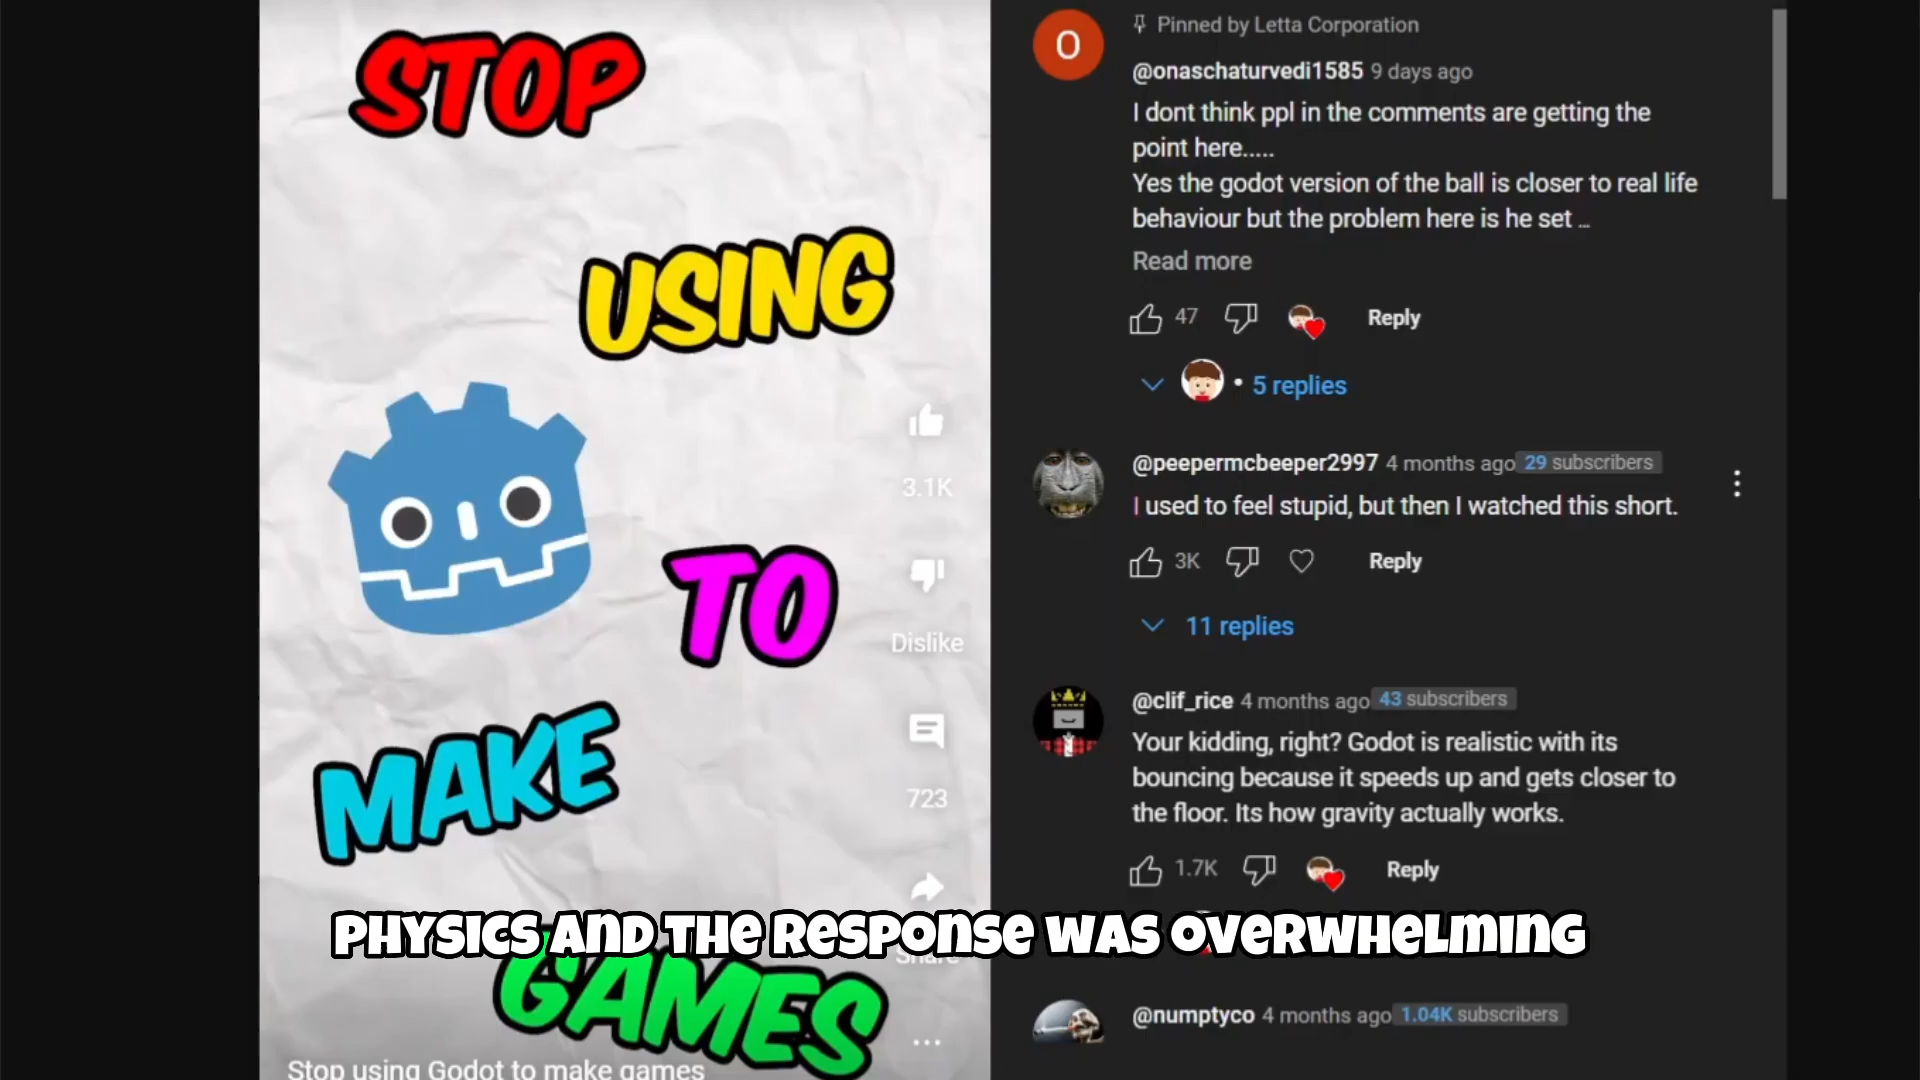 STOP
USING
TO
MAKE
GAMES
3.1K
Dislike
723
Share
Stop using Godot to make games
O
Pinned by Letta Corporation
@onaschaturvedi1585 9 days ago
I dont think ppl in the comments are getting the
point here.....
Yes the godot version of the ball is closer to real life
behaviour but the problem here is he set ...
Read more
47 Reply
• 5 replies
@peepermcbeeper2997 4 months ago 29 subscribers
I used to feel stupid, but then I watched this short.
3K Reply
11 replies
@clif_rice 4 months ago 43 subscribers
Your kidding, right? Godot is realistic with its
bouncing because it speeds up and gets closer to
the floor. Its how gravity actually works.
1.7K Reply
PHYSICS AND THE RESPONSE WAS OVERWHELMING
@numptyco 4 months ago 1.04K subscribers